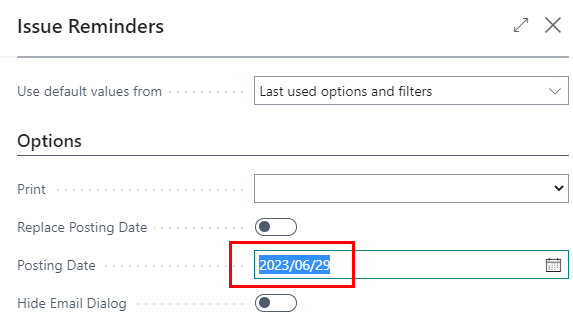 Issue Reminders
Use default values from
Last used options and filters
Options
Print
Replace Posting Date
Posting Date
2023/06/29
Hide Email Dialog